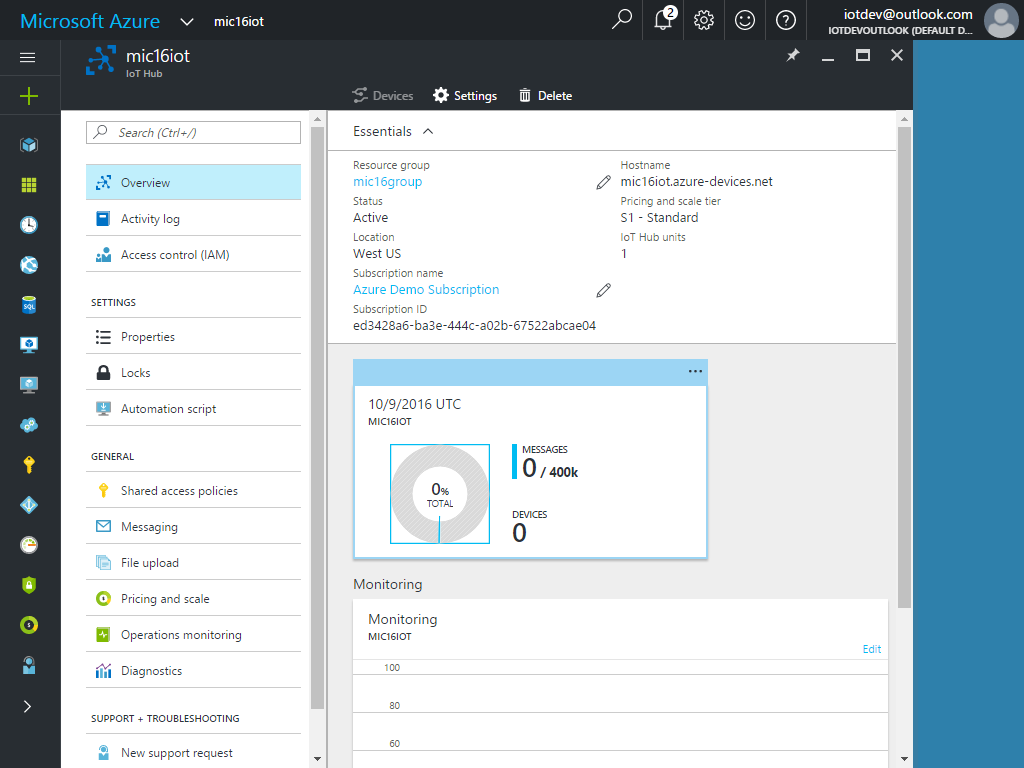 Microsoft Azure mic16iot
2
iotdev@outlook.com
IOTDEVOUTLOOK (DEFAULT D...
mic16iot
IoT Hub
Devices Settings Delete
Search (Ctrl+/)
Overview
Activity log
Access control (IAM)
SETTINGS
Properties
Locks
Automation script
GENERAL
Shared access policies
Messaging
File upload
Pricing and scale
Operations monitoring
Diagnostics
SUPPORT + TROUBLESHOOTING
New support request
SQL
Essentials
Resource group
mic16group
Status
Active
Location
West US
Subscription name
Azure Demo Subscription
Subscription ID
ed3428a6-ba3e-444c-a02b-67522abcae04
Hostname
mic16iot.azure-devices.net
Pricing and scale tier
S1 - Standard
IoT Hub units
1
...
10/9/2016 UTC
MIC16IOT
0%
TOTAL
MESSAGES
0 / 400k
DEVICES
0
Monitoring
Monitoring
MIC16IOT
Edit
100
80
60